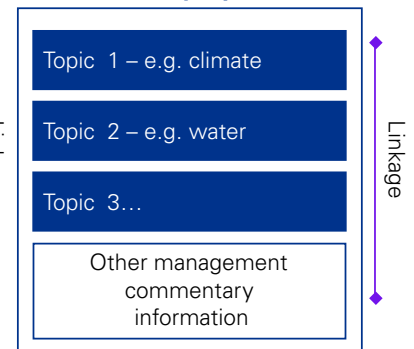 Topic 1 – e.g. climate
Topic 2 – e.g. water
Topic 3...
Other management
commentary
information
Linkage